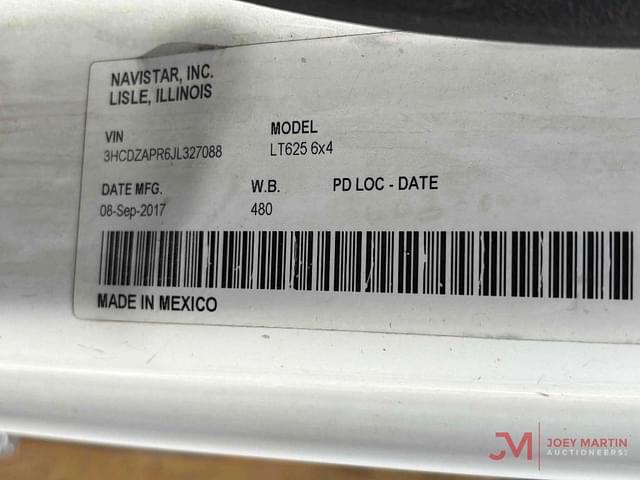 NAVISTAR, INC.
LISLE, ILLINOIS
VIN
MODEL
3HCDZAPR6JL327088
LT625 6x4
DATE MFG.
W.B.
PD LOC - DATE
08-Sep-2017
480
MADE IN MEXICO
JM
JOEY MARTIN
AUCTIONEERS